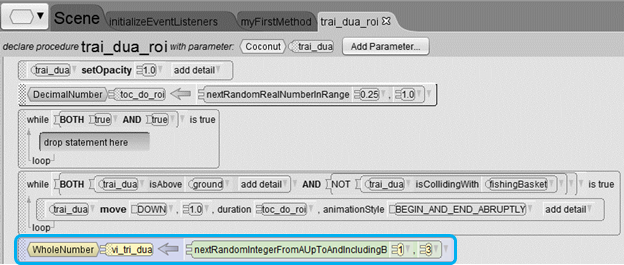 Scene initializeEventListeners myFirstMethod trai_dua_roi
declare procedure trai_dua_roi with parameter: Coconut trai_dua Add Parameter...
trai_dua setOpacity 1.0 add detail
DecimalNumber toc_do_roi nextRandomRealNumberInRange 0.25 , 1.0
while BOTH true AND true is true
drop statement here
loop
while BOTH trai_dua isAbove ground add detail AND NOT trai_dua isCollidingWith fishingBasket is true
trai_dua move DOWN , 1.0 , duration toc_do_roi , animationStyle BEGIN_AND_END_ABRUPTLY add detail
loop
WholeNumber vi_tri_dua nextRandomIntegerFromAUpToAndIncludingB 1 , 3